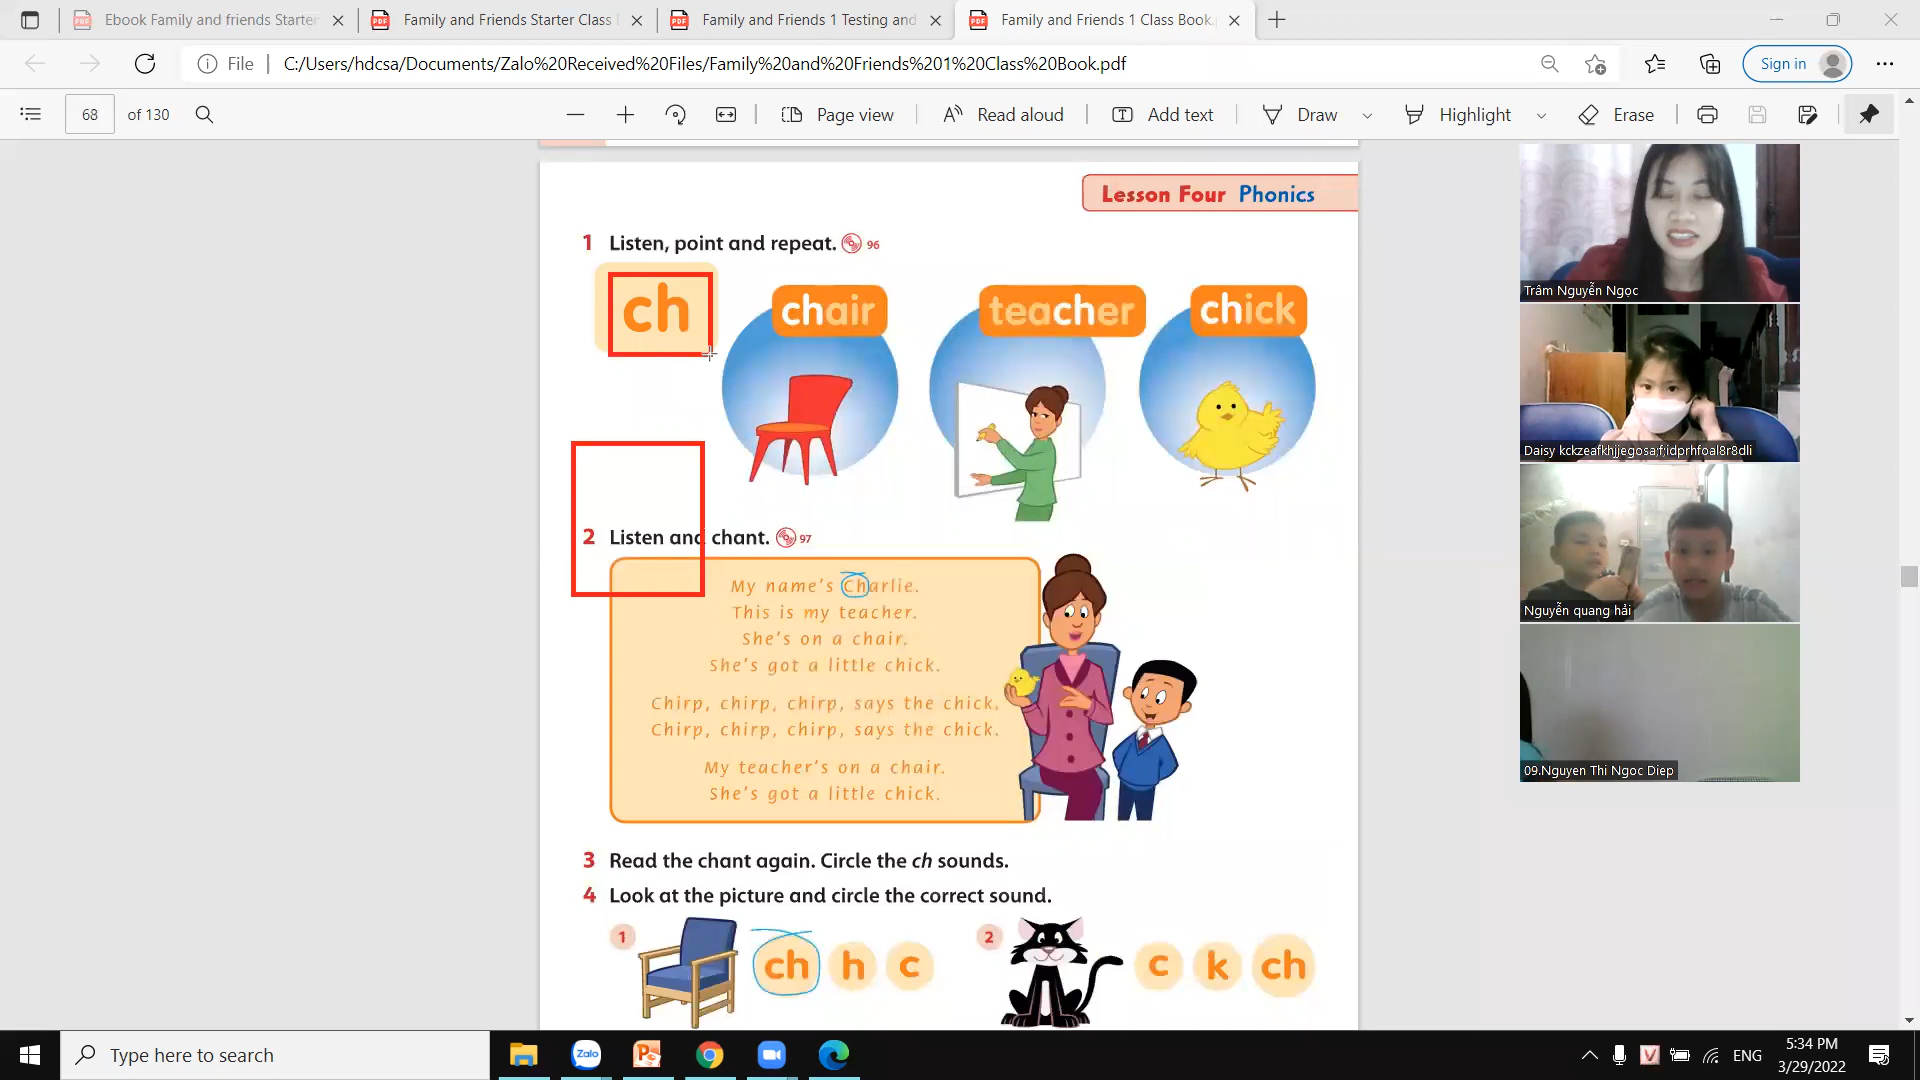 Ebook Family and friends Starter
Family and Friends Starter Class
Family and Friends 1 Testing and
Family and Friends 1 Class Book.
File
C:/Users/hdcsa/Documents/Zalo%20Received%20Files/Family%20and%20Friends%201%20Class%20Book.pdf
Sign in
68 of 130
Page view
Read aloud
Add text
Draw
Highlight
Erase
Lesson Four Phonics
1 Listen, point and repeat. 96
ch
chair
teacher
chick
2 Listen and chant. 97
My name's Charlie.
This is my teacher.
She's on a chair.
She's got a little chick.
Chirp, chirp, chirp, says the chick.
Chirp, chirp, chirp, says the chick.
My teacher's on a chair.
She's got a little chick.
3 Read the chant again. Circle the ch sounds.
4 Look at the picture and circle the correct sound.
1 ch h c
2 c k ch
Trâm Nguyễn Ngọc
Daisy kckzeafkhjjegosa;f;idprhfoal8r8dli
Nguyễn quang hải
09.Nguyen Thi Ngoc Diep
Type here to search
Zalo
ENG
5:34 PM
3/29/2022